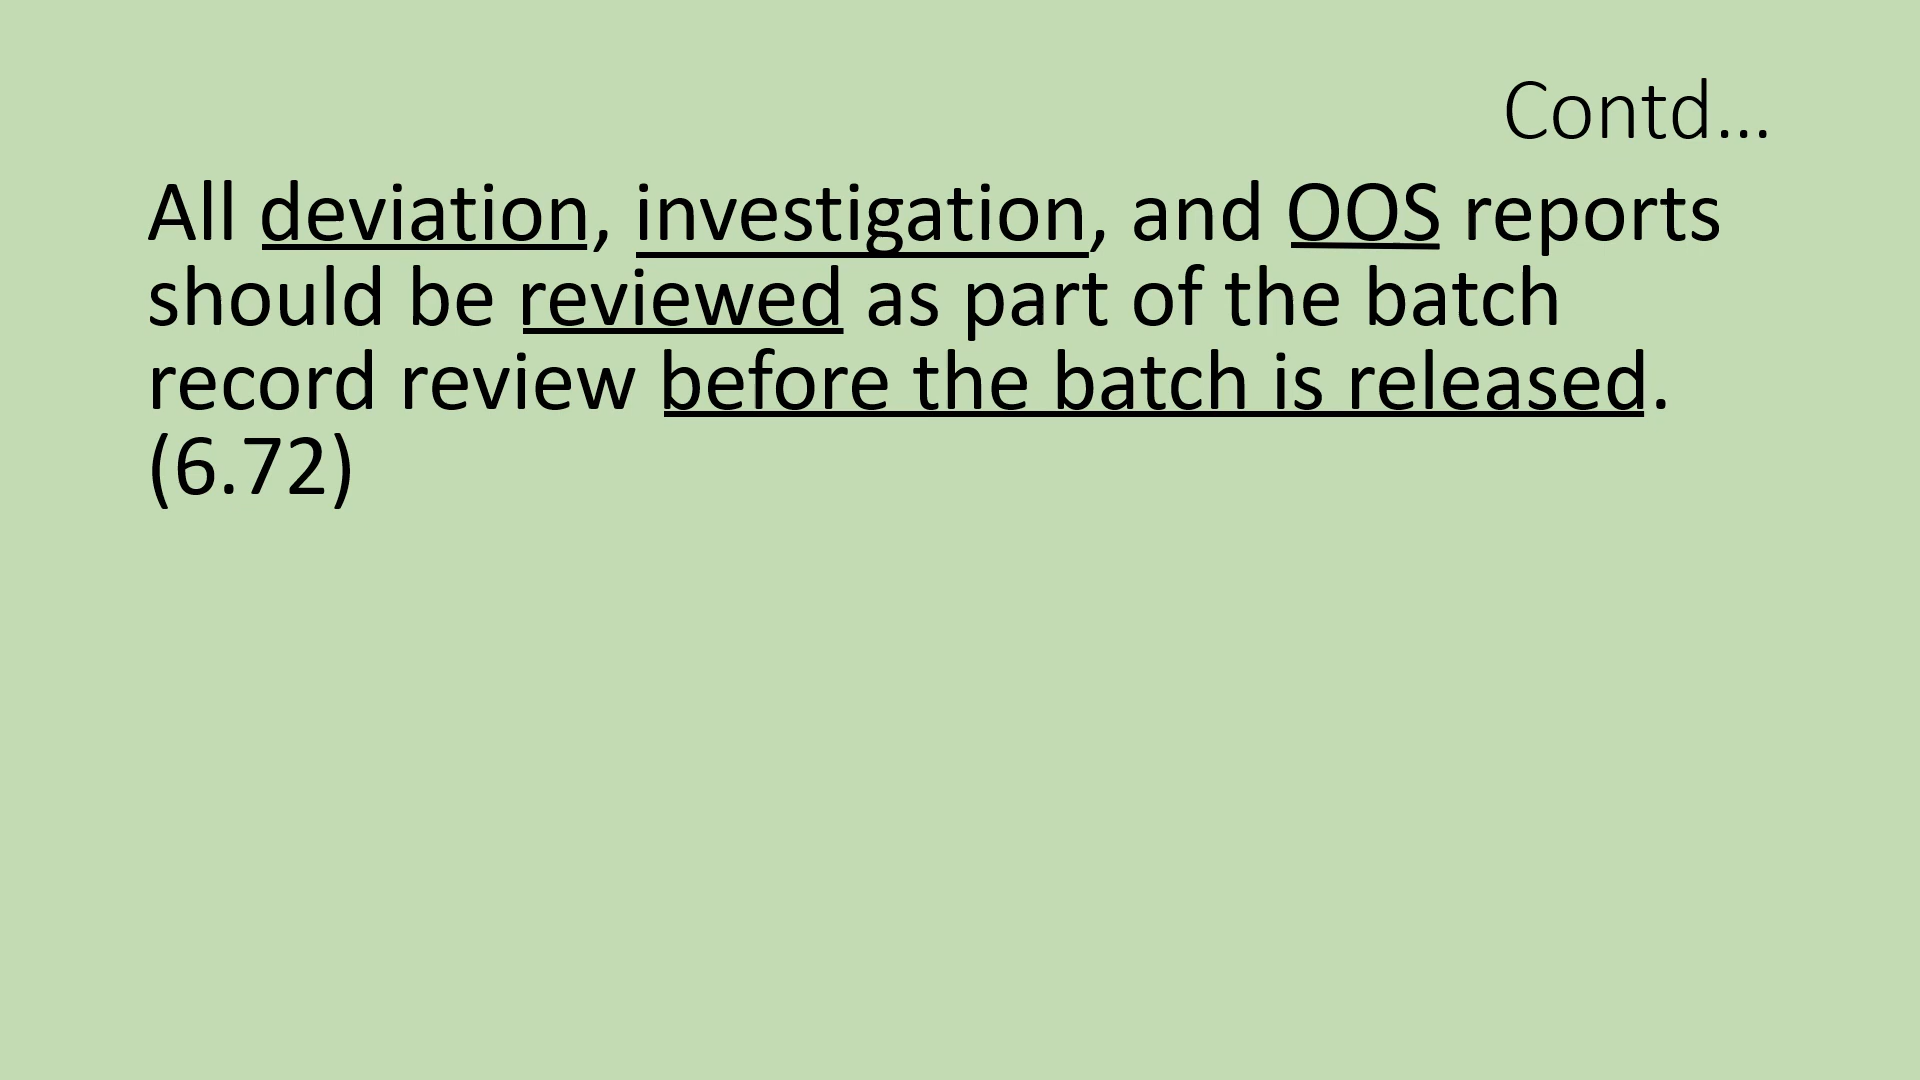 Contd…
All deviation, investigation, and OOS reports
should be reviewed as part of the batch
record review before the batch is released.
(6.72)